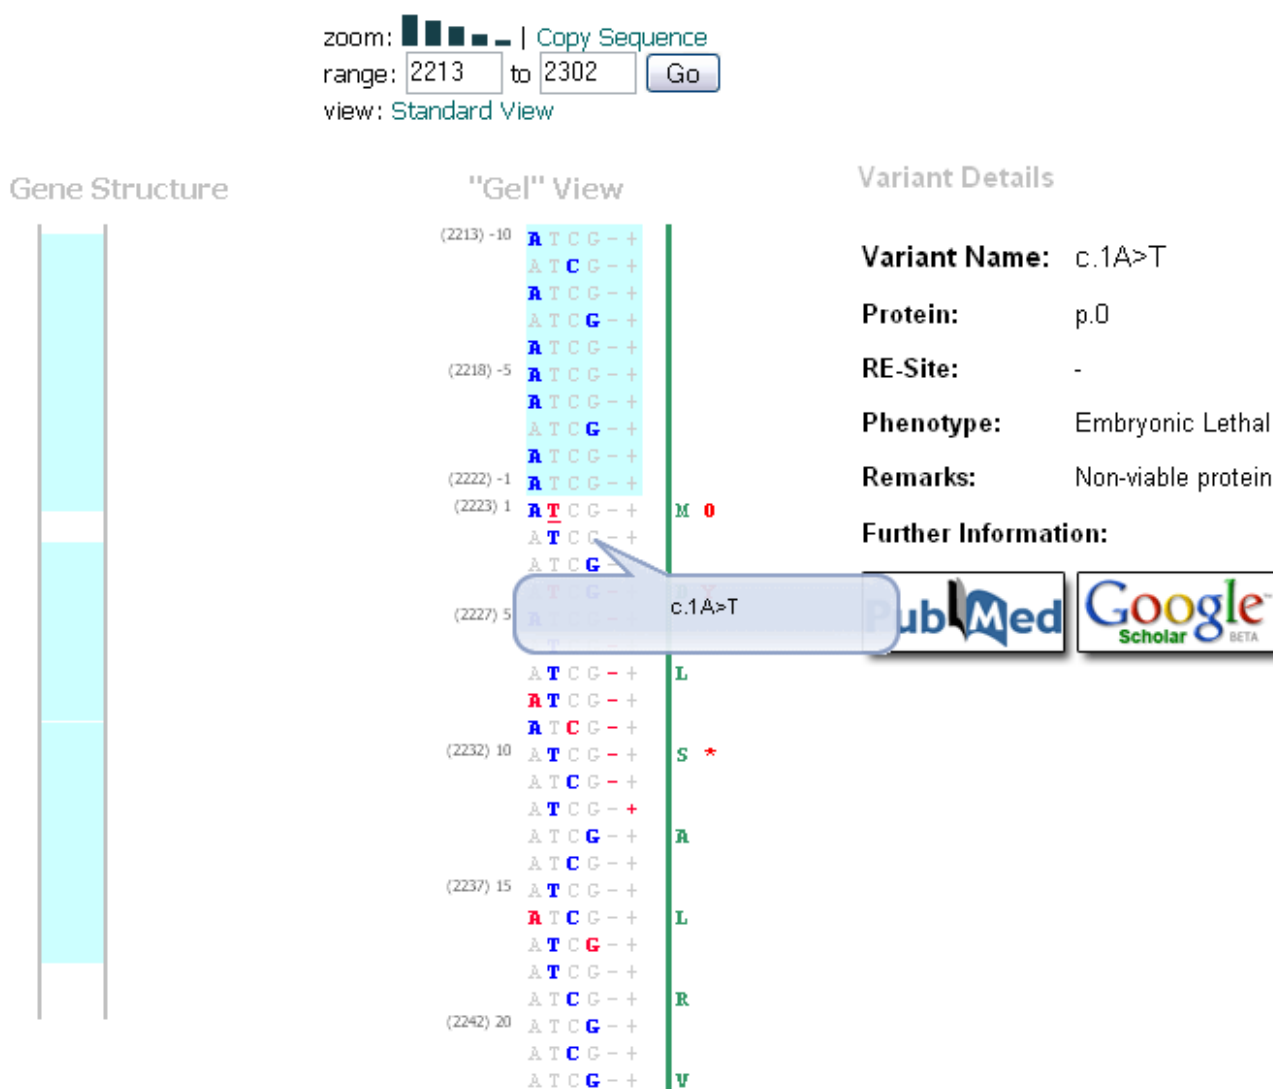 zoom: | Copy Sequence
range: 2213 to 2302 Go
view: Standard View
Gene Structure
"Gel" View
Variant Details
(2213) -10 A T C G - +
A T C G - +
A T C G - +
A T C G - +
A T C G - +
(2218) -5 A T C G - +
A T C G - +
A T C G - +
A T C G - +
(2222) -1 A T C G - +
(2223) 1 A T C G - + M 0
A T C G - +
A T C G -
(2227) 5
c.1A>T
A T C G - + L
A T C G - +
A T C G - +
(2232) 10 A T C G - + S *
A T C G - +
A T C G - +
A T C G - + A
A T C G - +
(2237) 15 A T C G - +
A T C G - + L
A T C G - +
A T C G - +
A T C G - + R
(2242) 20 A T C G - +
A T C G - +
A T C G - + V
Variant Name: c.1A>T
Protein: p.0
RE-Site: -
Phenotype: Embryonic Lethal
Remarks: Non-viable protein
Further Information:
PubMed
Google
Scholar BETA